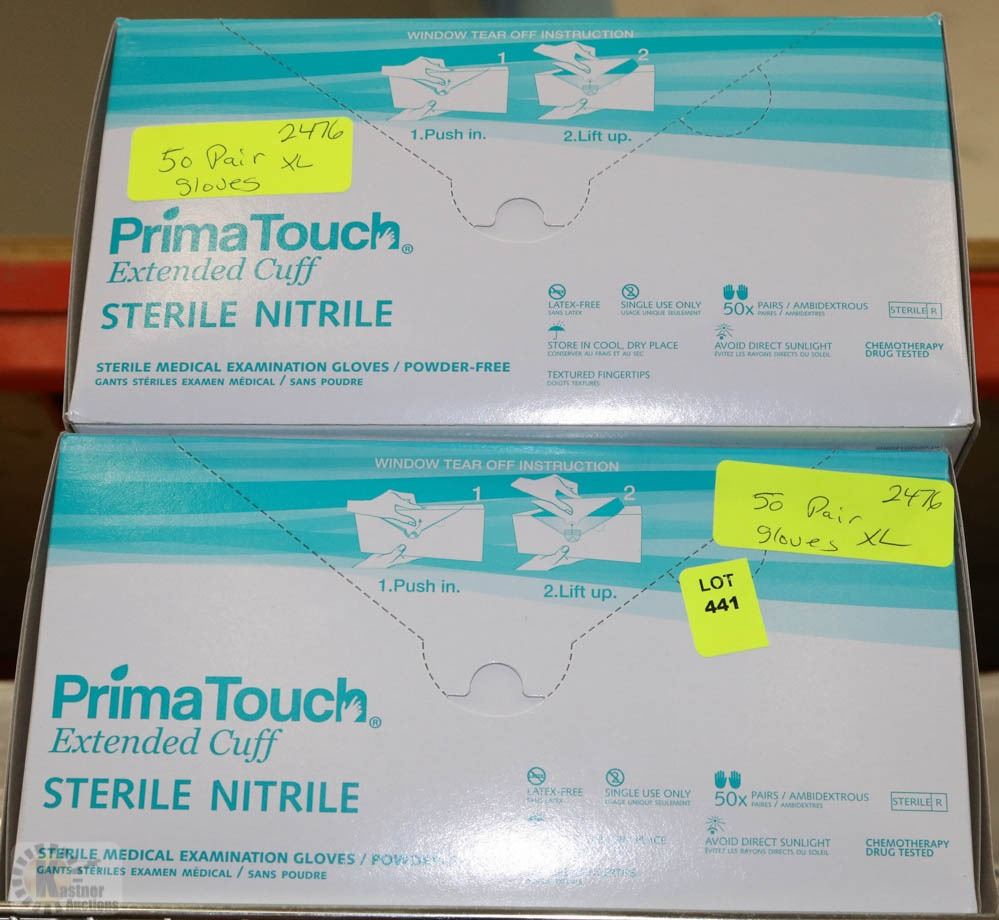 WINDOW TEAR OFF INSTRUCTION
1
2
1.Push in.
2.Lift up.
2476
50 Pair XL
gloves
PrimaTouch®
Extended Cuff
STERILE NITRILE
LATEX-FREE
SANS LATEX
SINGLE USE ONLY
USAGE UNIQUE SEULEMENT
50x PAIRS / AMBIDEXTROUS
PAIRES / AMBIDEXTRES
STERILE R
STORE IN COOL, DRY PLACE
CONSERVER AU FRAIS ET AU SEC
AVOID DIRECT SUNLIGHT
ÉVITEZ LES RAYONS DIRECTS DU SOLEIL
CHEMOTHERAPY
DRUG TESTED
TEXTURED FINGERTIPS
DOIGTS TEXTURÉS
STERILE MEDICAL EXAMINATION GLOVES / POWDER-FREE
GANTS STÉRILES EXAMEN MÉDICAL / SANS POUDRE
WINDOW TEAR OFF INSTRUCTION
1
2
1.Push in.
2.Lift up.
2476
50 Pair
gloves XL
LOT
441
PrimaTouch®
Extended Cuff
STERILE NITRILE
LATEX-FREE
SANS LATEX
SINGLE USE ONLY
USAGE UNIQUE SEULEMENT
50x PAIRS / AMBIDEXTROUS
PAIRES / AMBIDEXTRES
STERILE R
PLACE
AVOID DIRECT SUNLIGHT
ÉVITEZ LES RAYONS DIRECTS DU SOLEIL
CHEMOTHERAPY
DRUG TESTED
STERILE MEDICAL EXAMINATION GLOVES /
GANTS STÉRILES EXAMEN MÉDICAL / SANS POUDRE
Kastner
Auctions